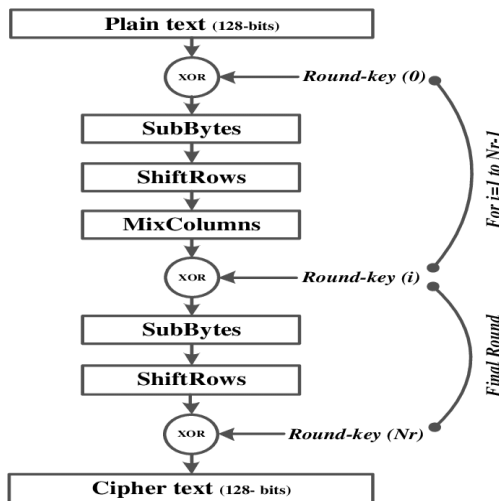 Plain text (128-bits)
XOR
Round-key (0)
SubBytes
ShiftRows
MixColumns
For i=1 to Nr-1
XOR
Round-key (i)
SubBytes
ShiftRows
Final Round
XOR
Round-key (Nr)
Cipher text (128- bits)